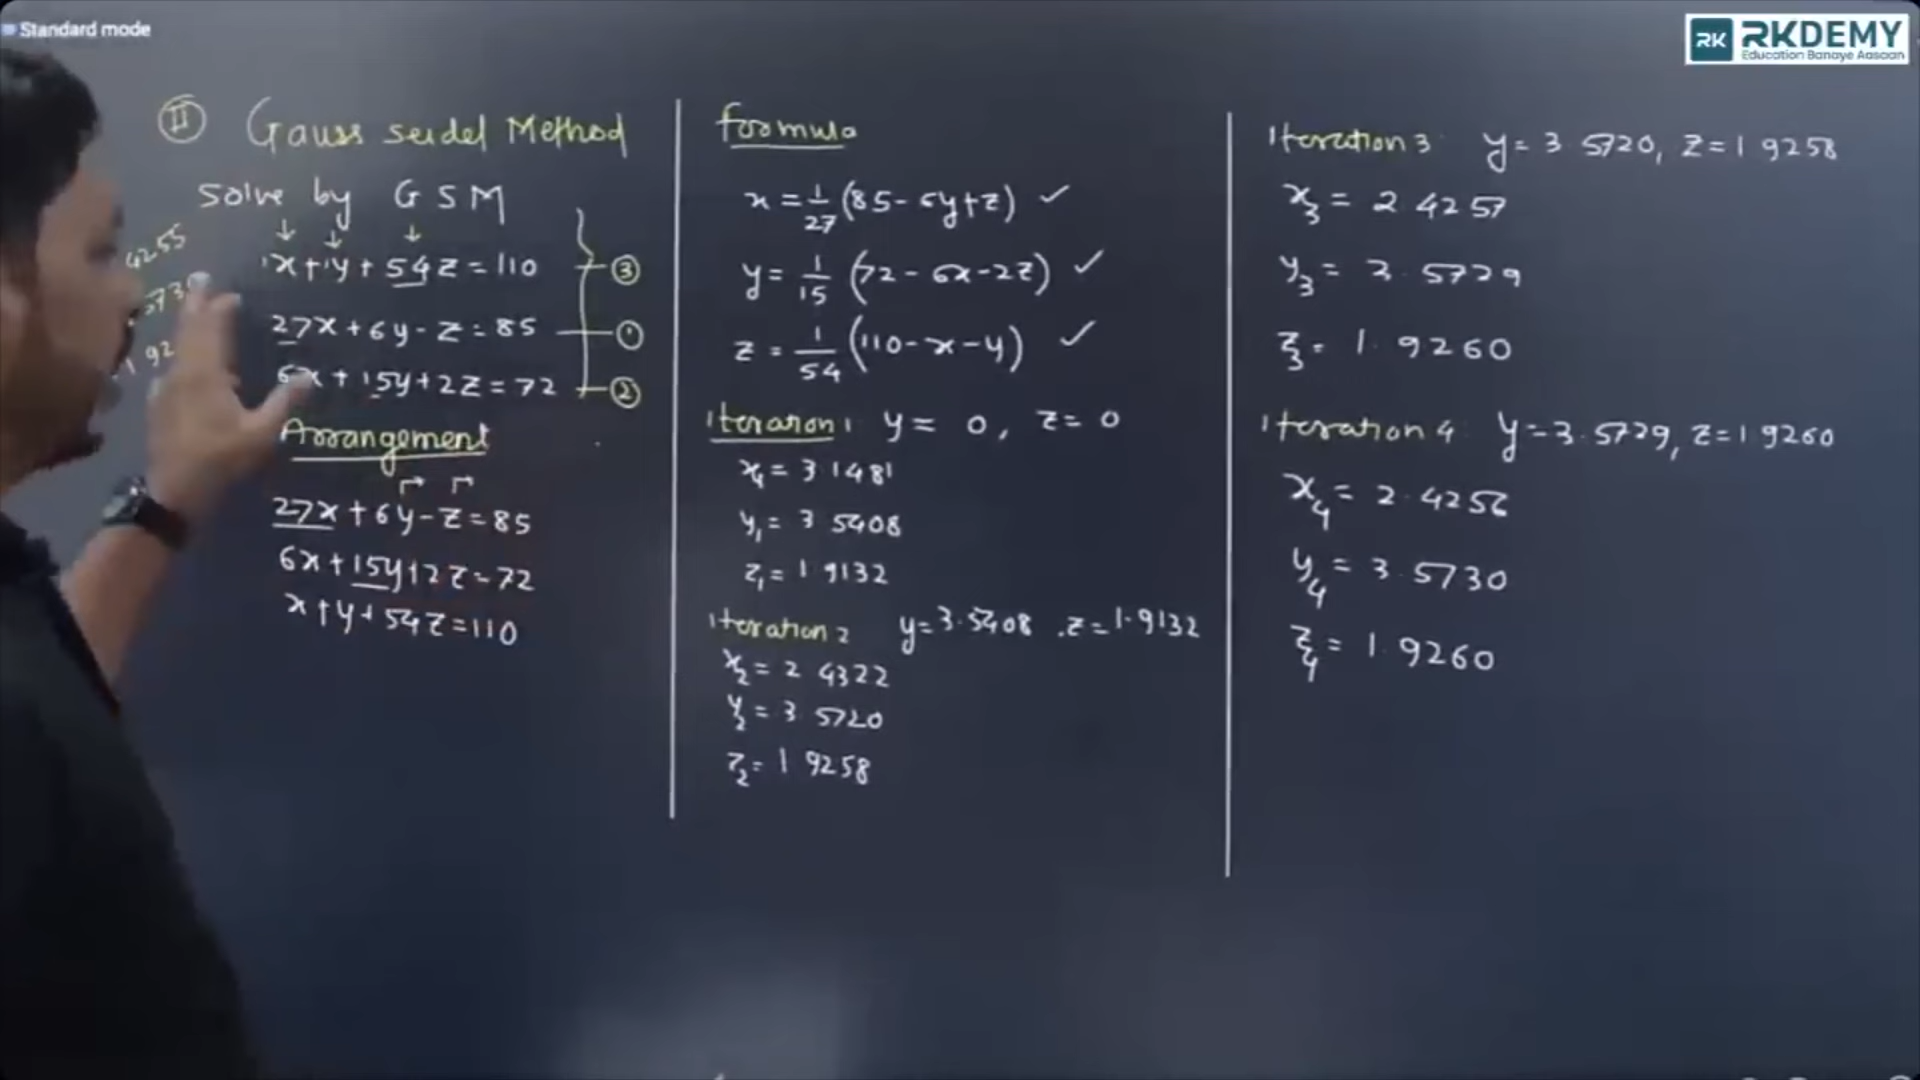 Standard mode
RK RKDEMY
Education Banaye Aasaan
II Gauss seidel Method
Solve by G S M
4255
1x+1y+54z=110 ③
27x+6y-z=85 ①
6x+15y+2z=72 ②
Arrangement
27x+6y-z=85
6x+15y+2z=72
x+y+54z=110
formula
x=1/27(85-6y+z) ✓
y=1/15(72-6x-2z) ✓
z=1/54(110-x-y) ✓
Iteration 1 y= 0, z=0
x₁=3.1481
y₁=3.5408
z₁=1.9132
Iteration 2 y=3.5408, z=1.9132
x₂=2.4322
y₂=3.5720
z₂=1.9258
Iteration 3 y=3.5720, z=1.9258
x₃=2.4257
y₃=3.5729
z₃=1.9260
Iteration 4 y=3.5729, z=1.9260
x₄=2.4256
y₄=3.5730
z₄=1.9260